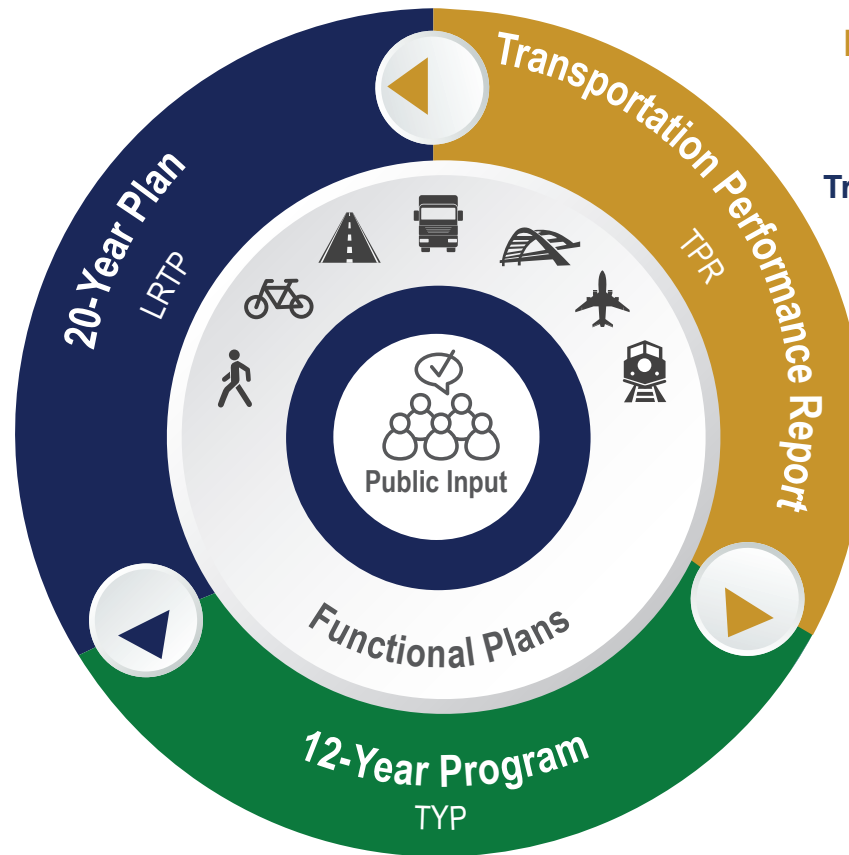 20-Year Plan
LRTP
Transportation Performance Report
TPR
Public Input
Functional Plans
12-Year Program
TYP